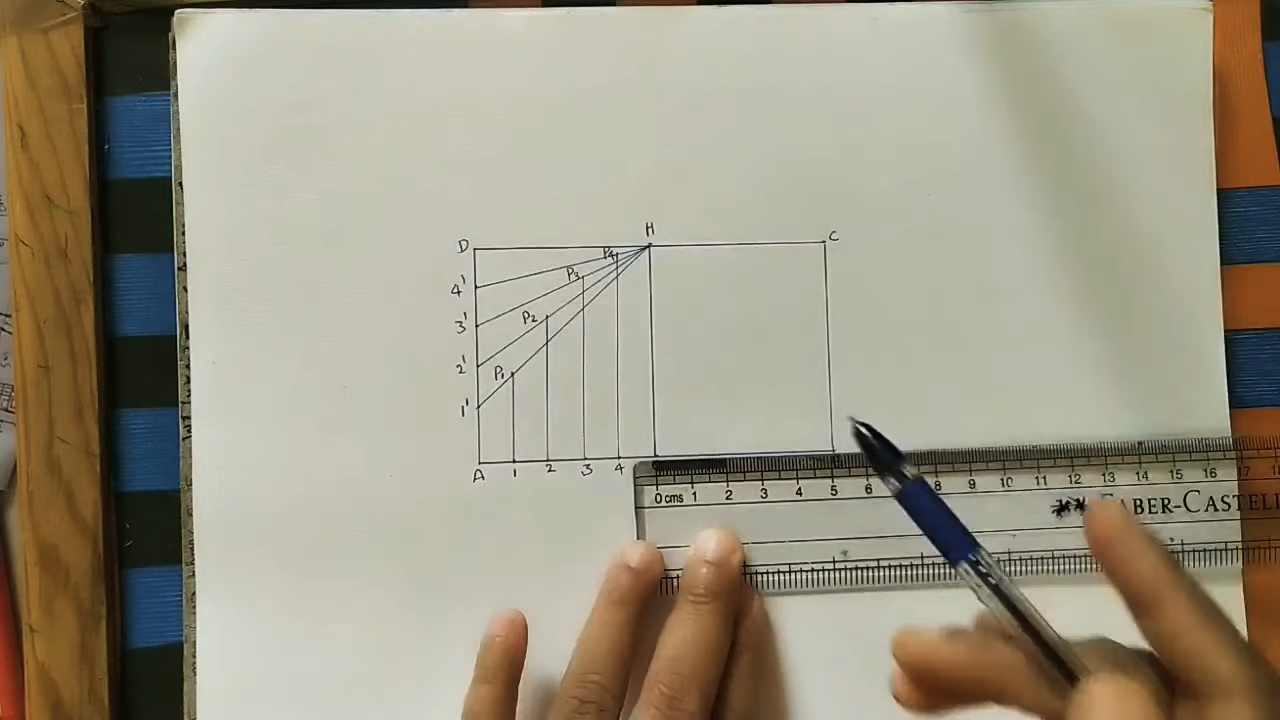 H
D
C
P4
P3
4'
P2
3'
2'
P1
1'
A 1 2 3 4
0 cms 1 2 3 4 5 6 8 9 10 11 12 13 14 15 16 17
FABER-CASTELL